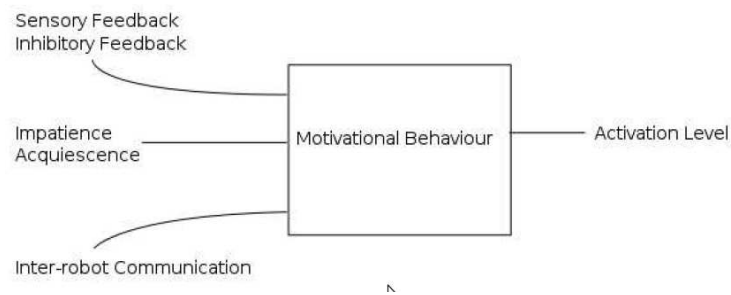 Sensory Feedback
Inhibitory Feedback
Impatience
Acquiescence
Motivational Behaviour
Activation Level
Inter-robot Communication